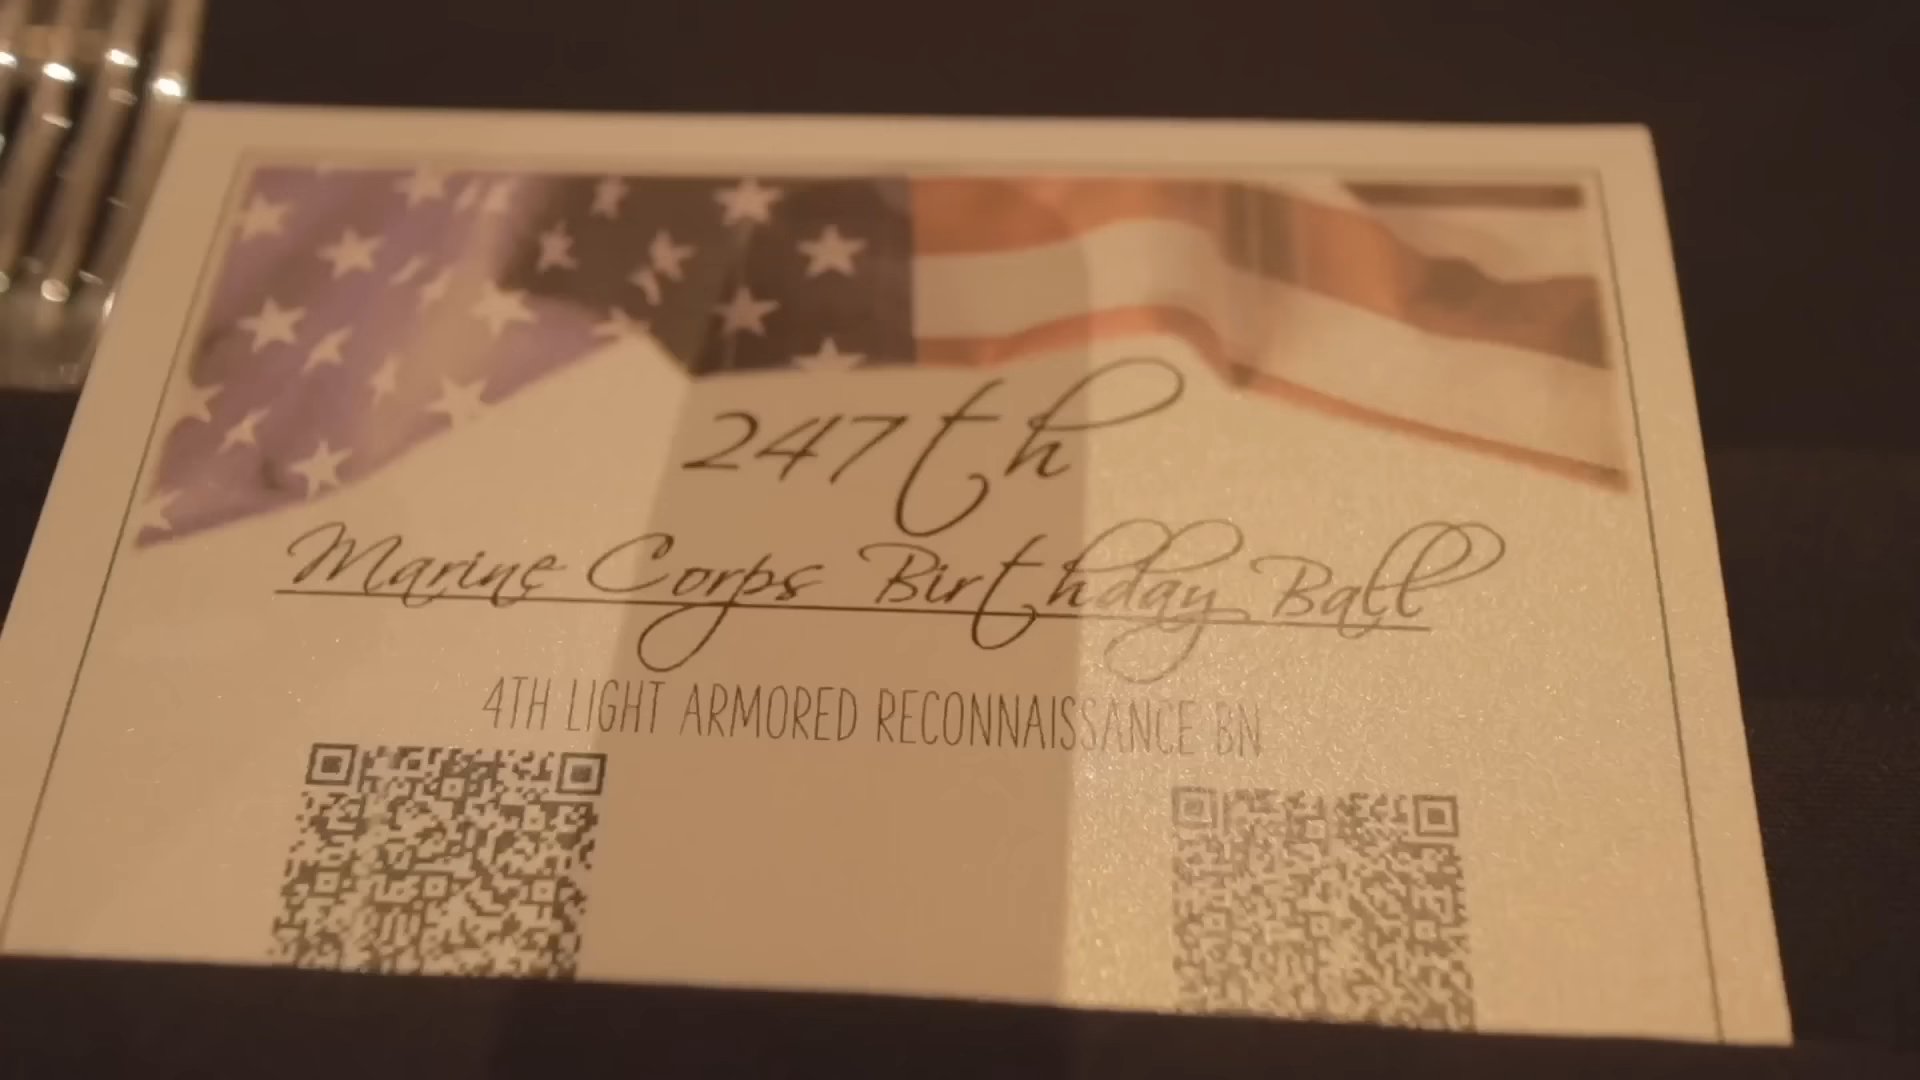 247th
Marine Corps Birthday Ball
4TH LIGHT ARMORED RECONNAISSANCE BN